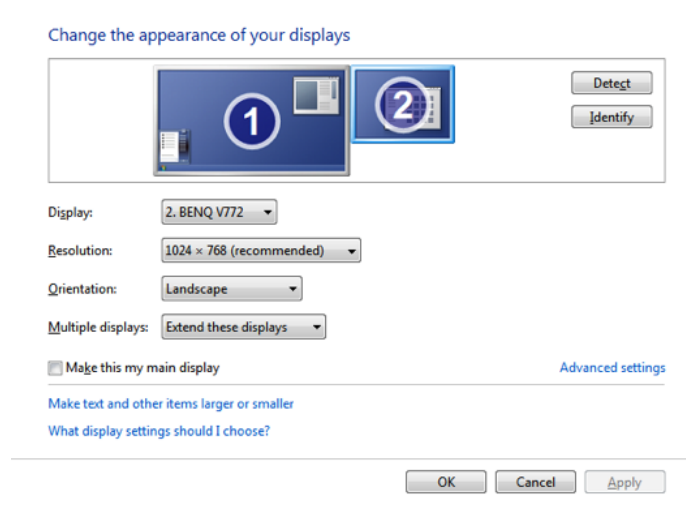 Change the appearance of your displays
1
2
Detect
Identify
Display: 2. BENQ V772
Resolution: 1024 × 768 (recommended)
Orientation: Landscape
Multiple displays: Extend these displays
Make this my main display
Advanced settings
Make text and other items larger or smaller
What display settings should I choose?
OK Cancel Apply